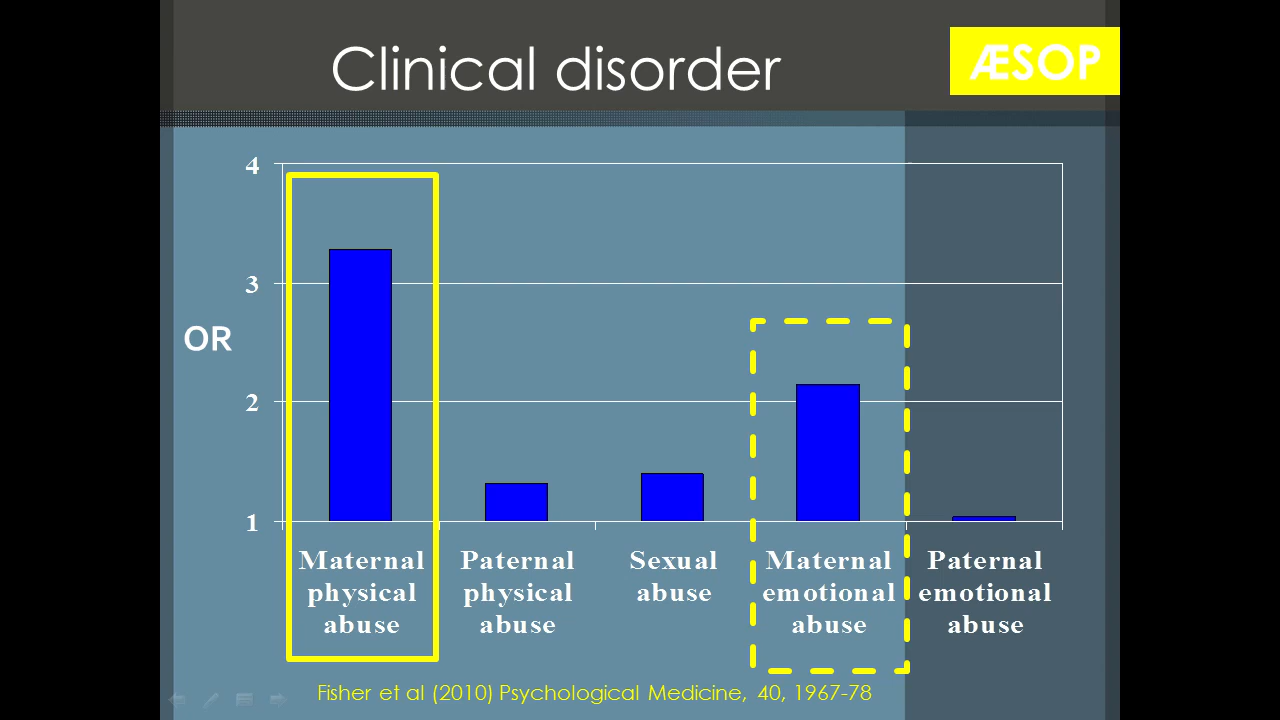 Clinical disorder
ÆSOP
4
3
OR
2
1
Maternal physical abuse
Paternal physical abuse
Sexual abuse
Maternal emotional abuse
Paternal emotional abuse
Fisher et al (2010) Psychological Medicine, 40, 1967-78